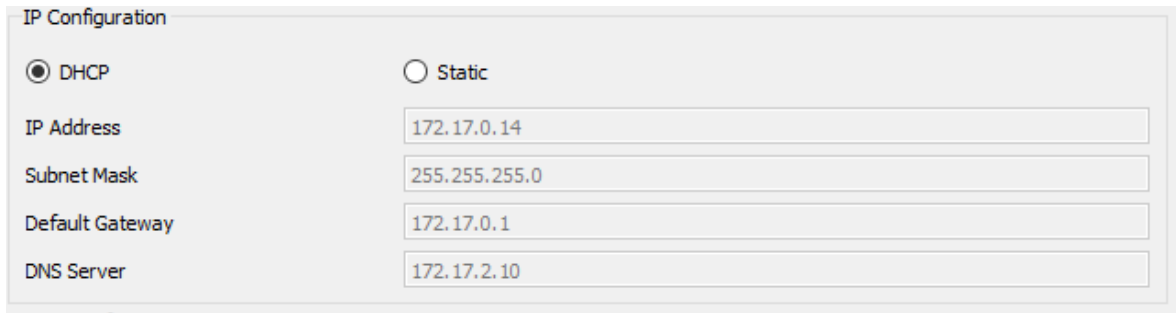 IP Configuration
DHCP Static
IP Address 172.17.0.14
Subnet Mask 255.255.255.0
Default Gateway 172.17.0.1
DNS Server 172.17.2.10